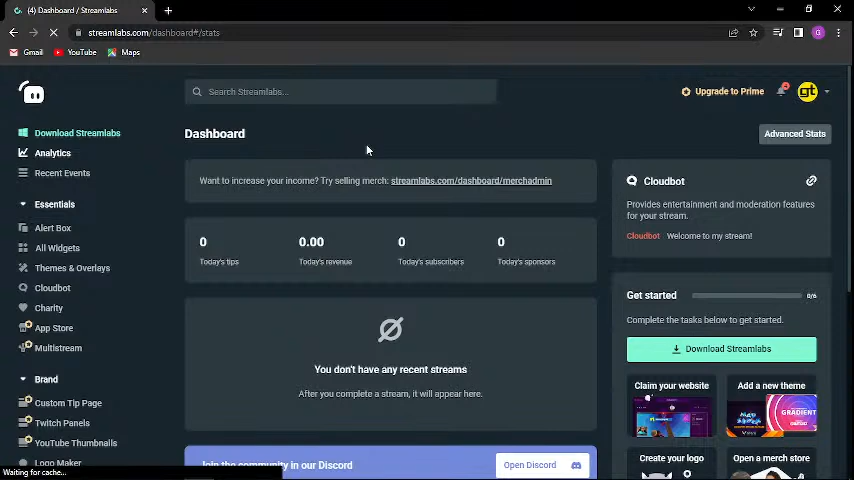 (4) Dashboard / Streamlabs
streamlabs.com/dashboard#/stats
G
Gmail
YouTube
Maps
Search Streamlabs...
Upgrade to Prime
4
gt
Download Streamlabs
Analytics
Recent Events
Essentials
Alert Box
All Widgets
Themes & Overlays
Cloudbot
Charity
App Store
Multistream
Brand
Custom Tip Page
Twitch Panels
YouTube Thumbnails
Logo Maker
Waiting for cache...
Dashboard
Advanced Stats
Want to increase your income? Try selling merch: streamlabs.com/dashboard/merchadmin
0
0.00
0
0
Today's tips
Today's revenue
Today's subscribers
Today's sponsors
You don't have any recent streams
After you complete a stream, it will appear here.
Join the community in our Discord
Open Discord
Cloudbot
Provides entertainment and moderation features
for your stream.
Cloudbot
Welcome to my stream!
Get started
0/6
Complete the tasks below to get started.
Download Streamlabs
Claim your website
Add a new theme
GRADIENT
Create your logo
Open a merch store